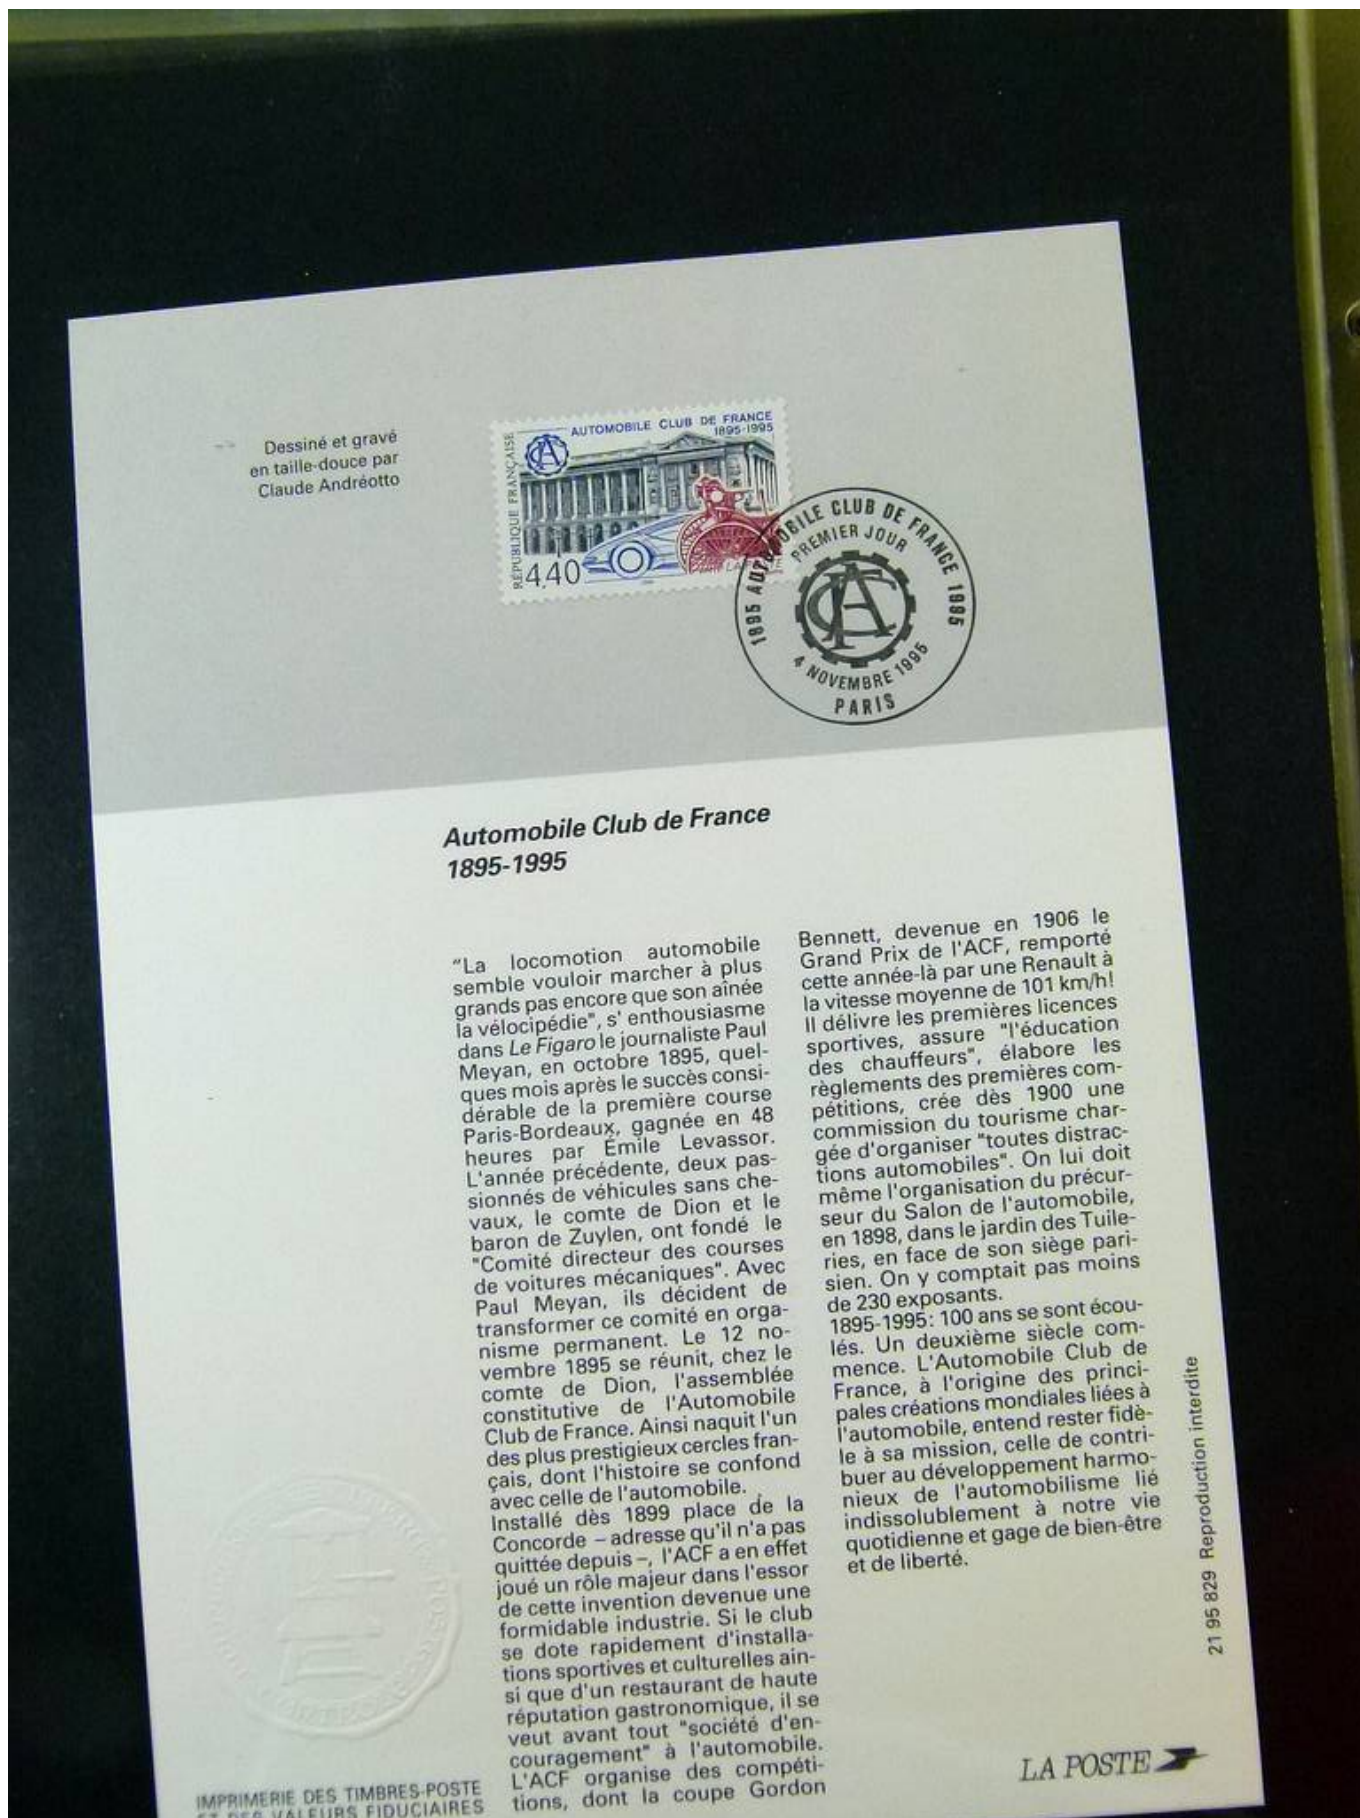 Dessiné et gravé
en taille-douce par
Claude Andréotto
AUTOMOBILE CLUB DE FRANCE
1895-1995
RÉPUBLIQUE FRANÇAISE
4,40
1895 AUTOMOBILE CLUB DE FRANCE 1995
PREMIER JOUR
4 NOVEMBRE 1995
PARIS
Automobile Club de France
1895-1995
"La locomotion automobile
semble vouloir marcher à plus
grands pas encore que son aînée
la vélocipédie", s' enthousiasme
dans Le Figaro le journaliste Paul
Meyan, en octobre 1895, quel-
ques mois après le succès consi-
dérable de la première course
Paris-Bordeaux, gagnée en 48
heures par Émile Levassor.
L'année précédente, deux pas-
sionnés de véhicules sans che-
vaux, le comte de Dion et le
baron de Zuylen, ont fondé le
"Comité directeur des courses
de voitures mécaniques". Avec
Paul Meyan, ils décident de
transformer ce comité en orga-
nisme permanent. Le 12 no-
vembre 1895 se réunit, chez le
comte de Dion, l'assemblée
constitutive de l'Automobile
Club de France. Ainsi naquit l'un
des plus prestigieux cercles fran-
çais, dont l'histoire se confond
avec celle de l'automobile.
Installé dès 1899 place de la
Concorde – adresse qu'il n'a pas
quittée depuis –, l'ACF a en effet
joué un rôle majeur dans l'essor
de cette invention devenue une
formidable industrie. Si le club
se dote rapidement d'installa-
tions sportives et culturelles ain-
si que d'un restaurant de haute
réputation gastronomique, il se
veut avant tout "société d'en-
couragement" à l'automobile.
L'ACF organise des compéti-
tions, dont la coupe Gordon
Bennett, devenue en 1906 le
Grand Prix de l'ACF, remporté
cette année-là par une Renault à
la vitesse moyenne de 101 km/h!
Il délivre les premières licences
sportives, assure "l'éducation
des chauffeurs", élabore les
règlements des premières com-
pétitions, crée dès 1900 une
commission du tourisme char-
gée d'organiser "toutes distrac-
tions automobiles". On lui doit
même l'organisation du précur-
seur du Salon de l'automobile,
en 1898, dans le jardin des Tuile-
ries, en face de son siège pari-
sien. On y comptait pas moins
de 230 exposants.
1895-1995: 100 ans se sont écou-
lés. Un deuxième siècle com-
mence. L'Automobile Club de
France, à l'origine des princi-
pales créations mondiales liées à
l'automobile, entend rester fidè-
le à sa mission, celle de contri-
buer au développement harmo-
nieux de l'automobilisme lié
indissolublement à notre vie
quotidienne et gage de bien-être
et de liberté.
21 95 829 Reproduction interdite
LA POSTE
IMPRIMERIE DES TIMBRES-POSTE
ET DES VALEURS FIDUCIAIRES